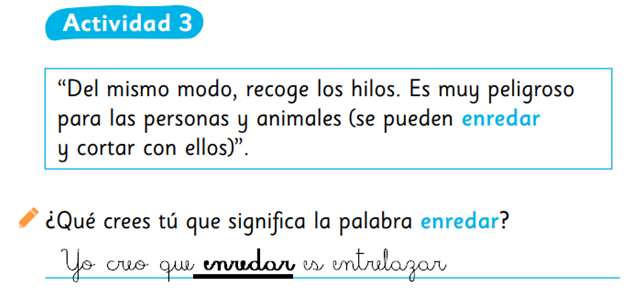 Actividad 3
“Del mismo modo, recoge los hilos. Es muy peligroso
para las personas y animales (se pueden enredar
y cortar con ellos)”.
¿Qué crees tú que significa la palabra enredar?
Yo creo que enredar es entrelazar